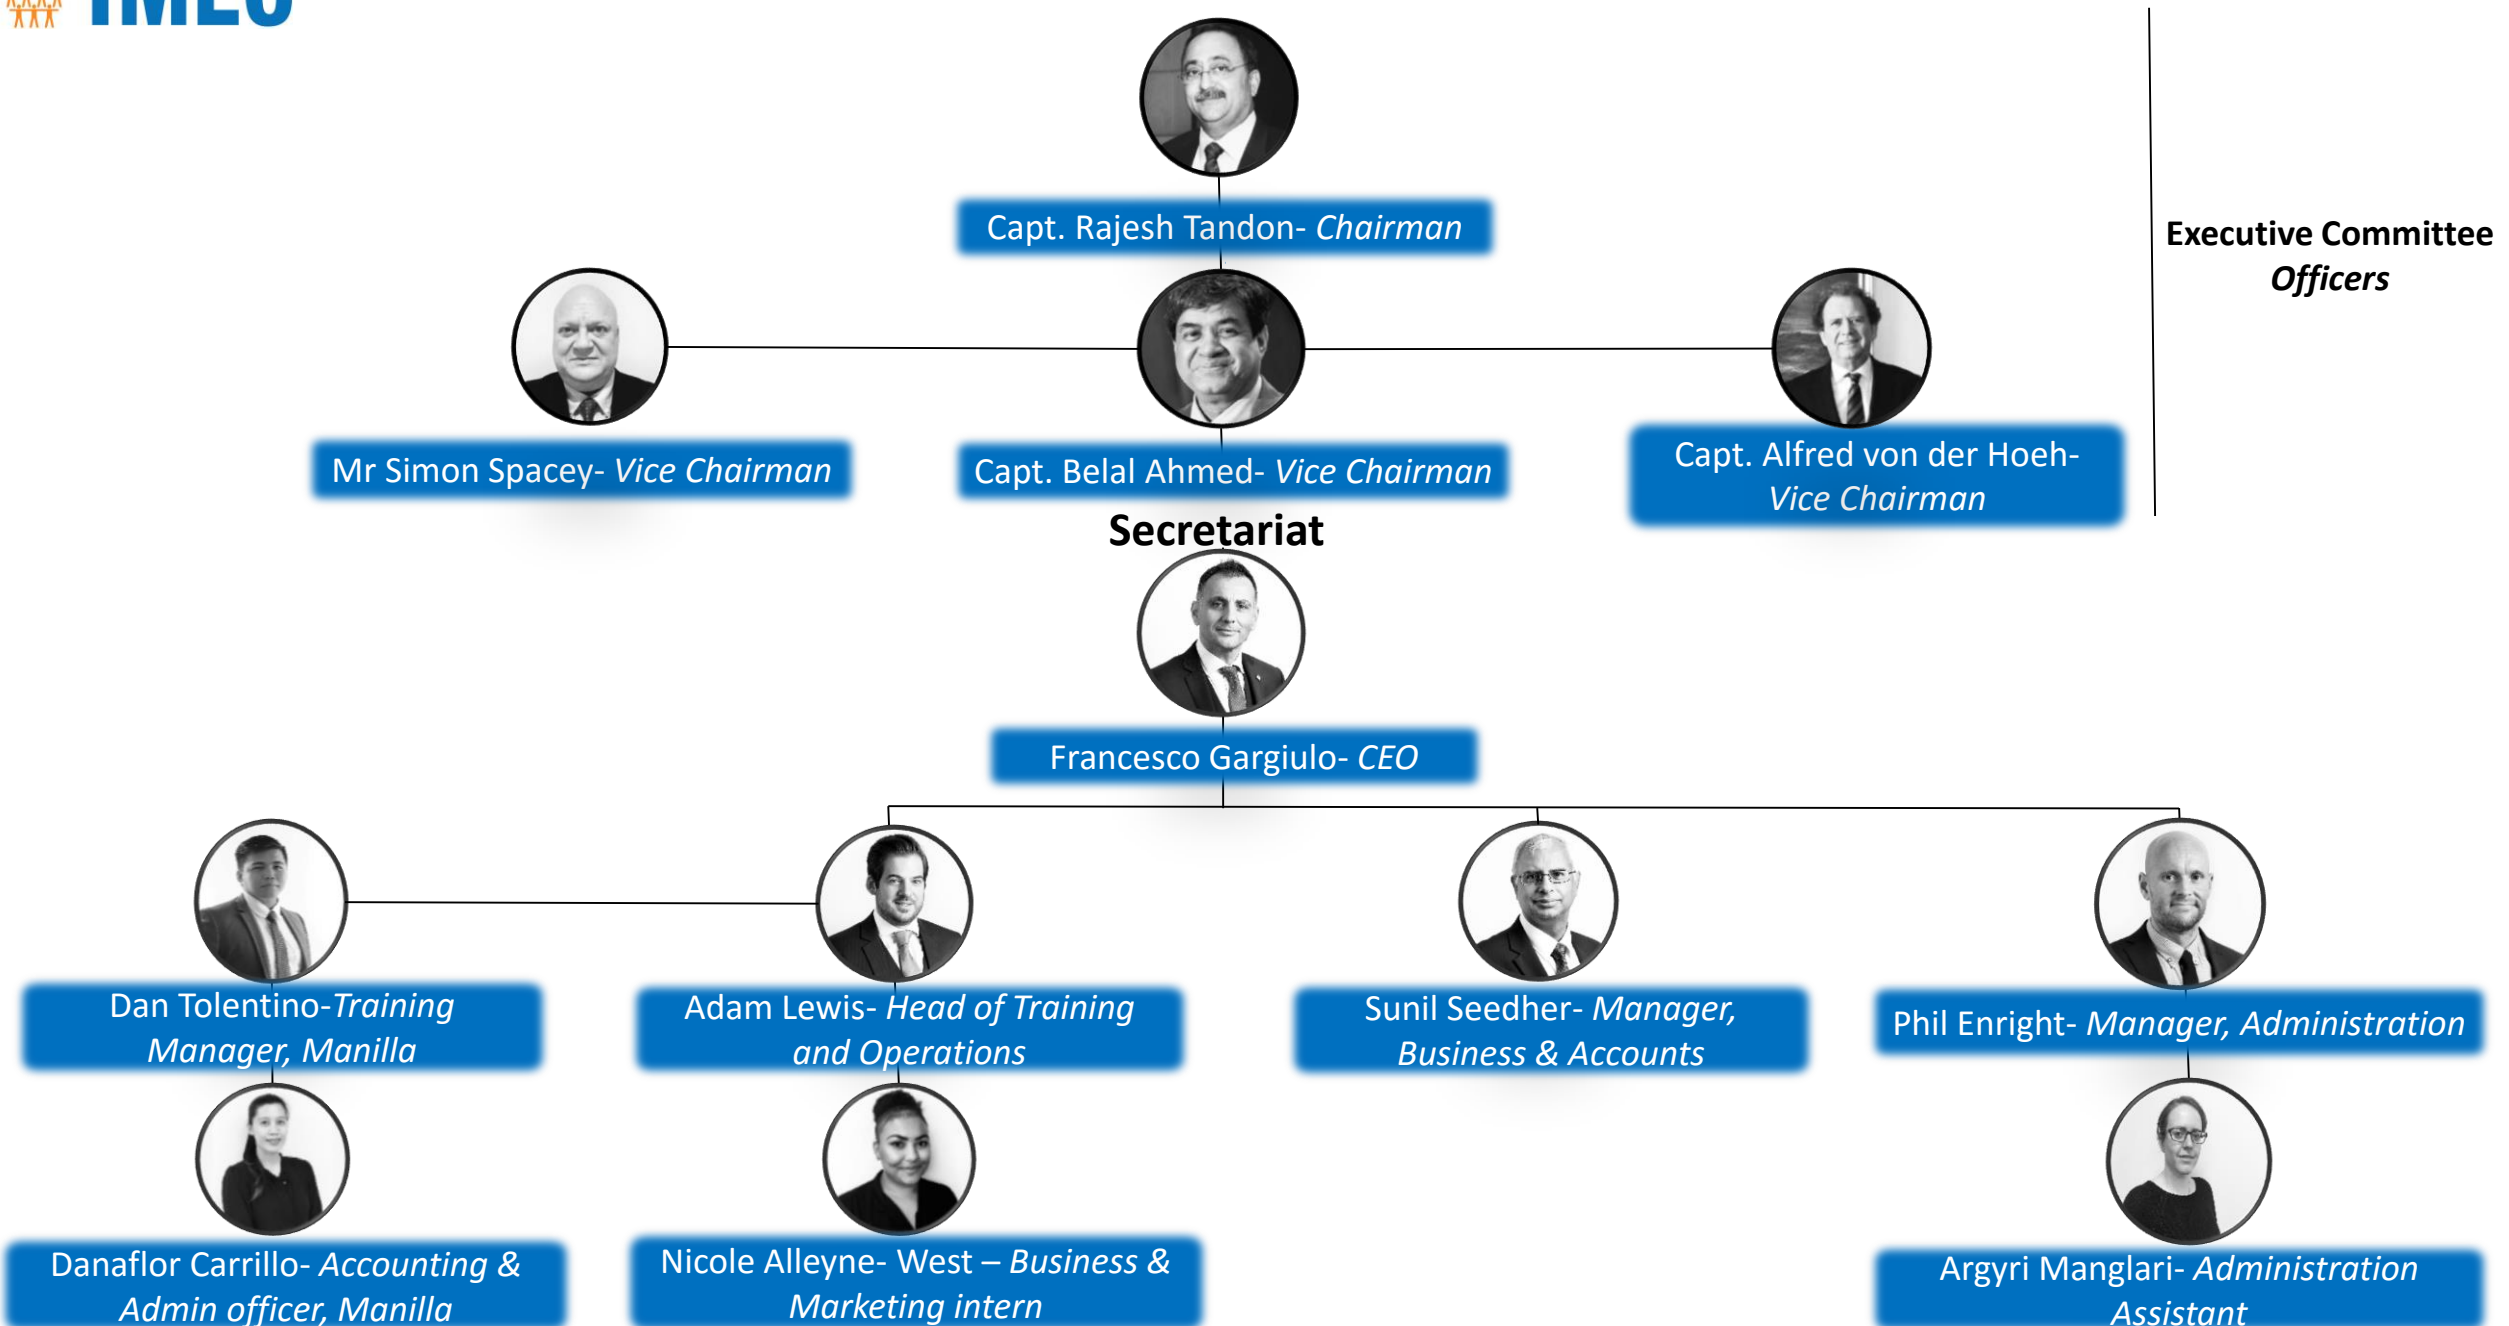 Capt. Rajesh Tandon- Chairman
Executive Committee
Officers
Mr Simon Spacey- Vice Chairman
Capt. Belal Ahmed- Vice Chairman
Capt. Alfred von der Hoeh-
Vice Chairman
Secretariat
Francesco Gargiulo- CEO
Dan Tolentino-Training
Manager, Manilla
Adam Lewis- Head of Training
and Operations
Sunil Seedher- Manager,
Business & Accounts
Phil Enright- Manager, Administration
Danaflor Carrillo- Accounting &
Admin officer, Manilla
Nicole Alleyne- West – Business &
Marketing intern
Argyri Manglari- Administration
Assistant